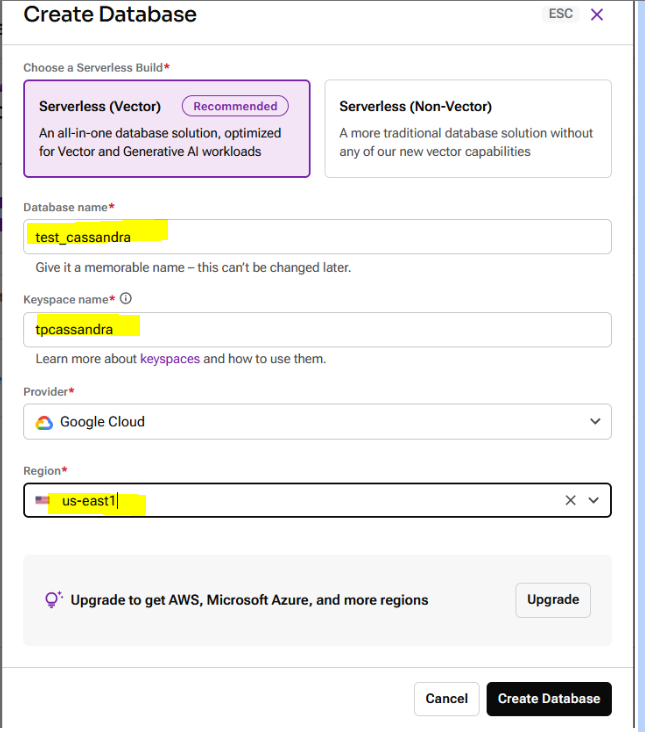 Create Database
ESC
Choose a Serverless Build*
Serverless (Vector)
Recommended
An all-in-one database solution, optimized
for Vector and Generative AI workloads
Serverless (Non-Vector)
A more traditional database solution without
any of our new vector capabilities
Database name*
test_cassandra
Give it a memorable name – this can't be changed later.
Keyspace name*
tpcassandra
Learn more about keyspaces and how to use them.
Provider*
Google Cloud
Region*
us-east1
Upgrade to get AWS, Microsoft Azure, and more regions
Upgrade
Cancel
Create Database